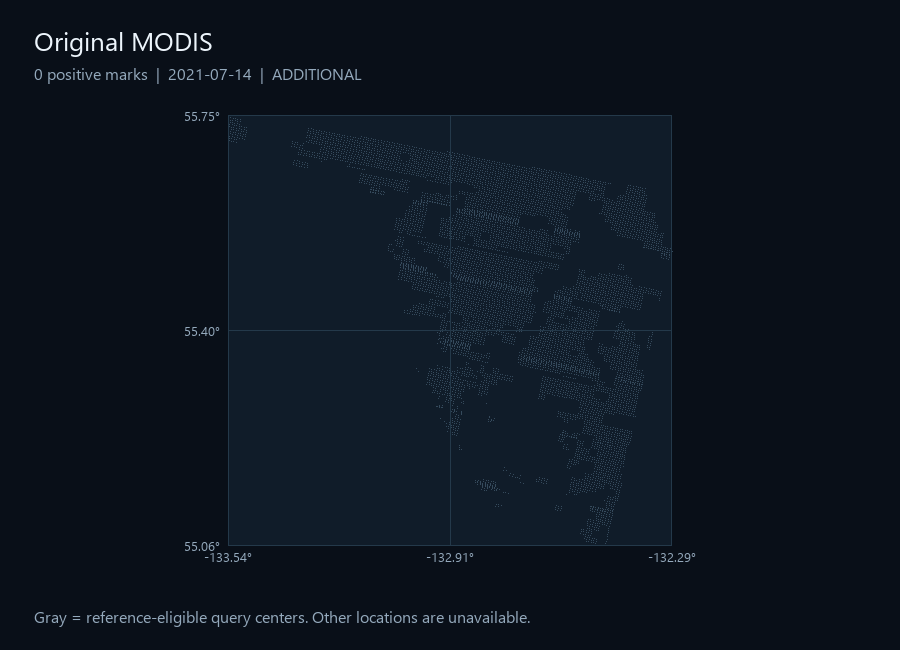 Original MODIS
0 positive marks | 2021-07-14 | ADDITIONAL
55.75°
55.40°
55.06°
-133.54° -132.91° -132.29°
Gray = reference-eligible query centers. Other locations are unavailable.